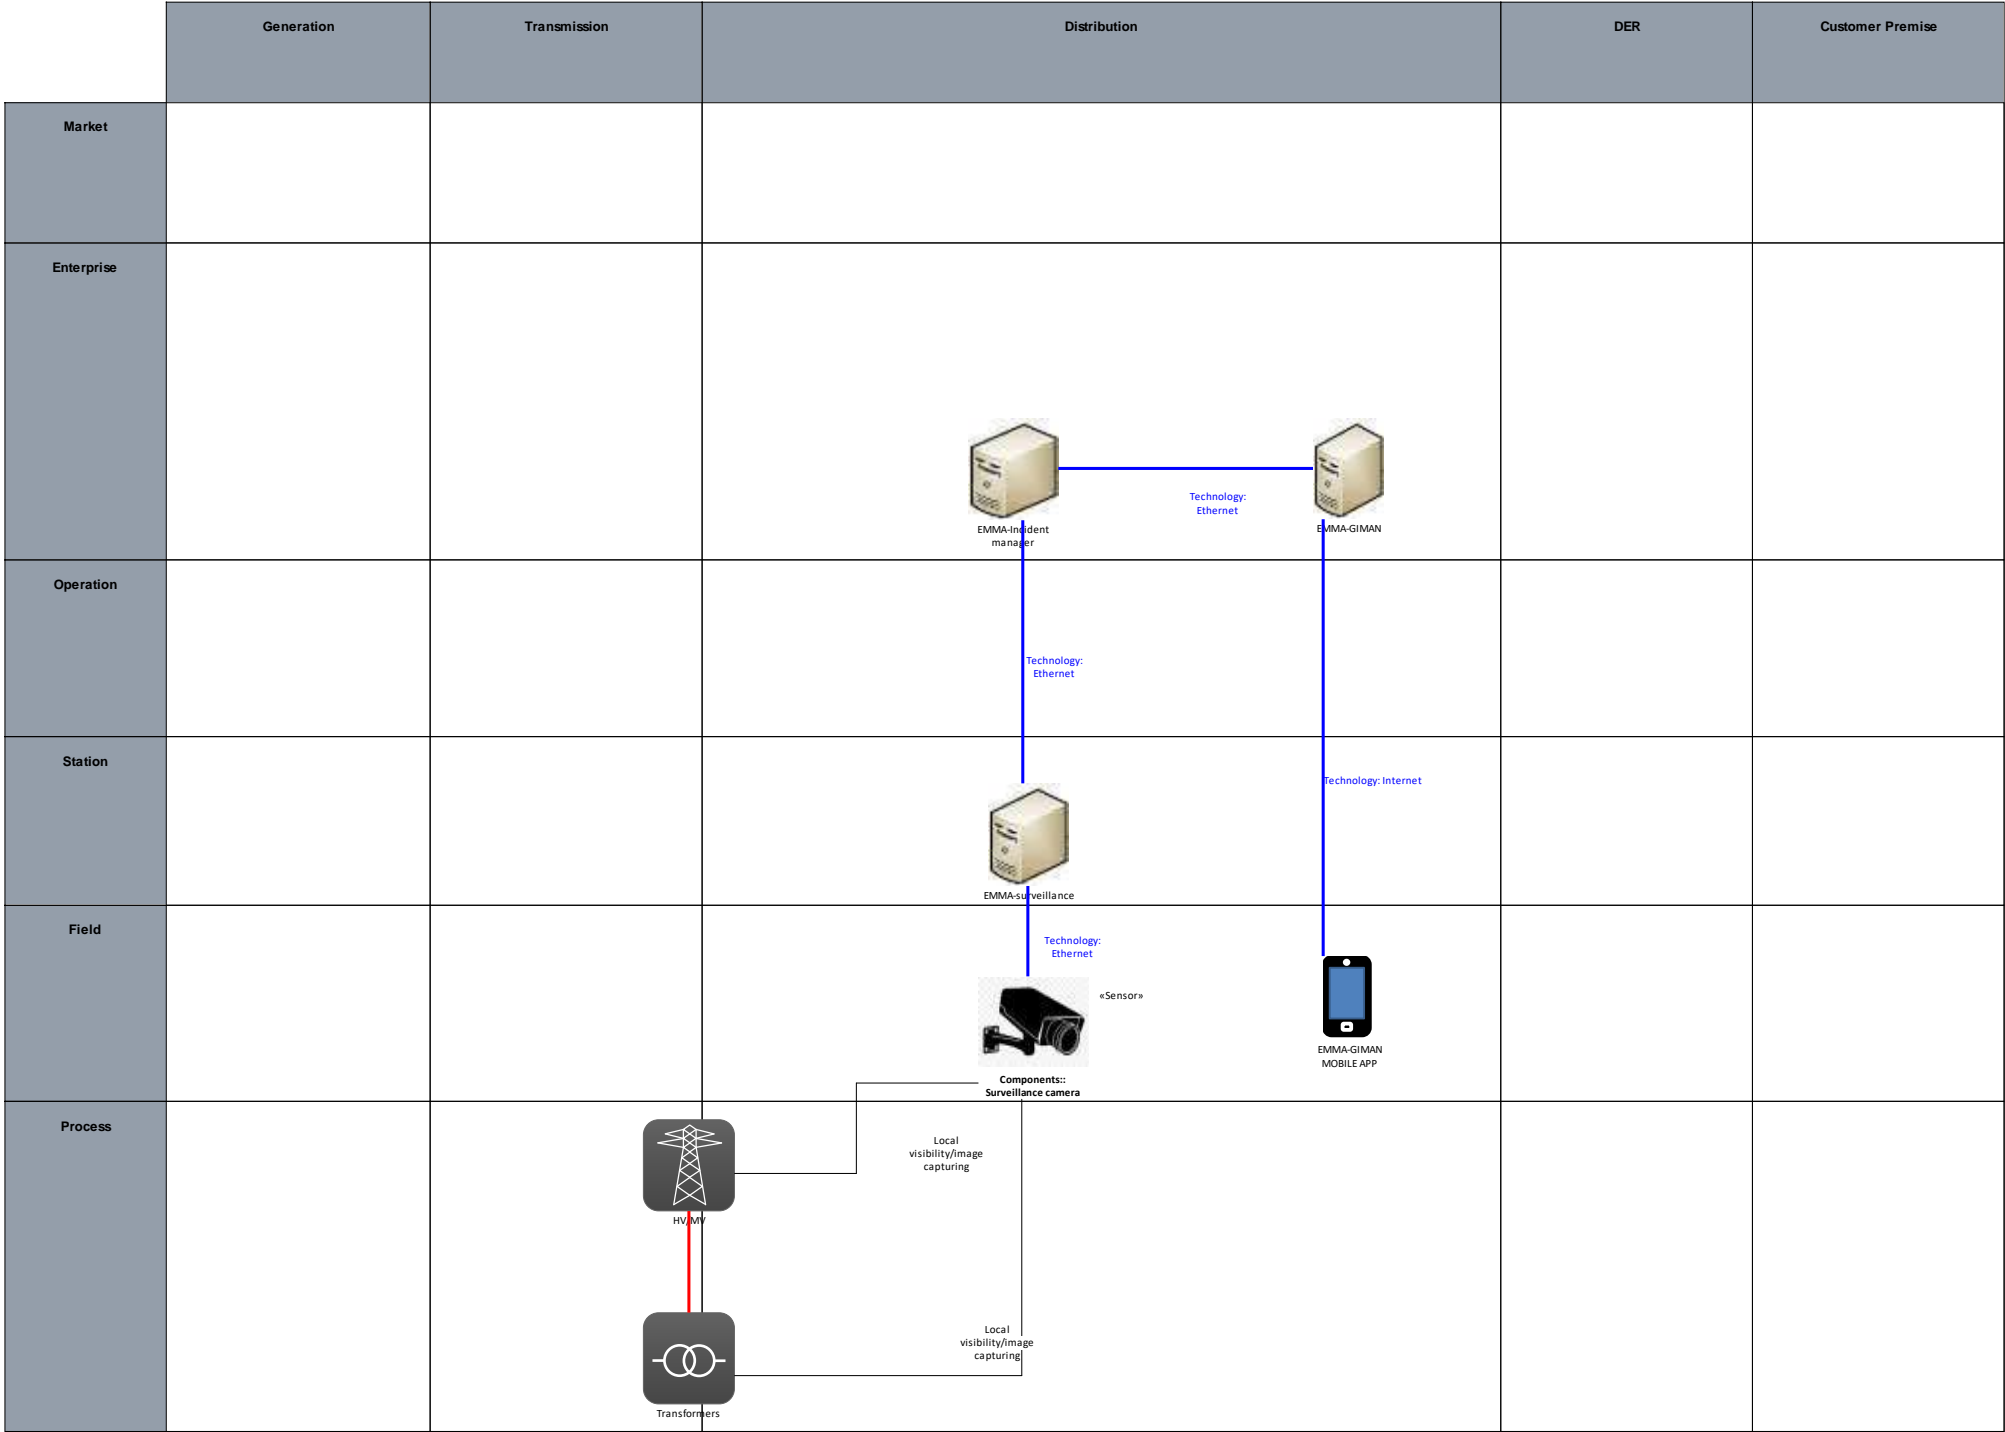 Generation
Transmission
Distribution
DER
Customer Premise
Market
Enterprise
Technology:
Ethernet
EMMA-Incident
manager
EMMA-GIMAN
Operation
Technology:
Ethernet
Station
Technology: Internet
EMMA-surveillance
Field
Technology:
Ethernet
«Sensor»
EMMA-GIMAN
MOBILE APP
Components::
Surveillance camera
Process
Local
visibility/image
capturing
HV/MV
Local
visibility/image
capturing
Transformers